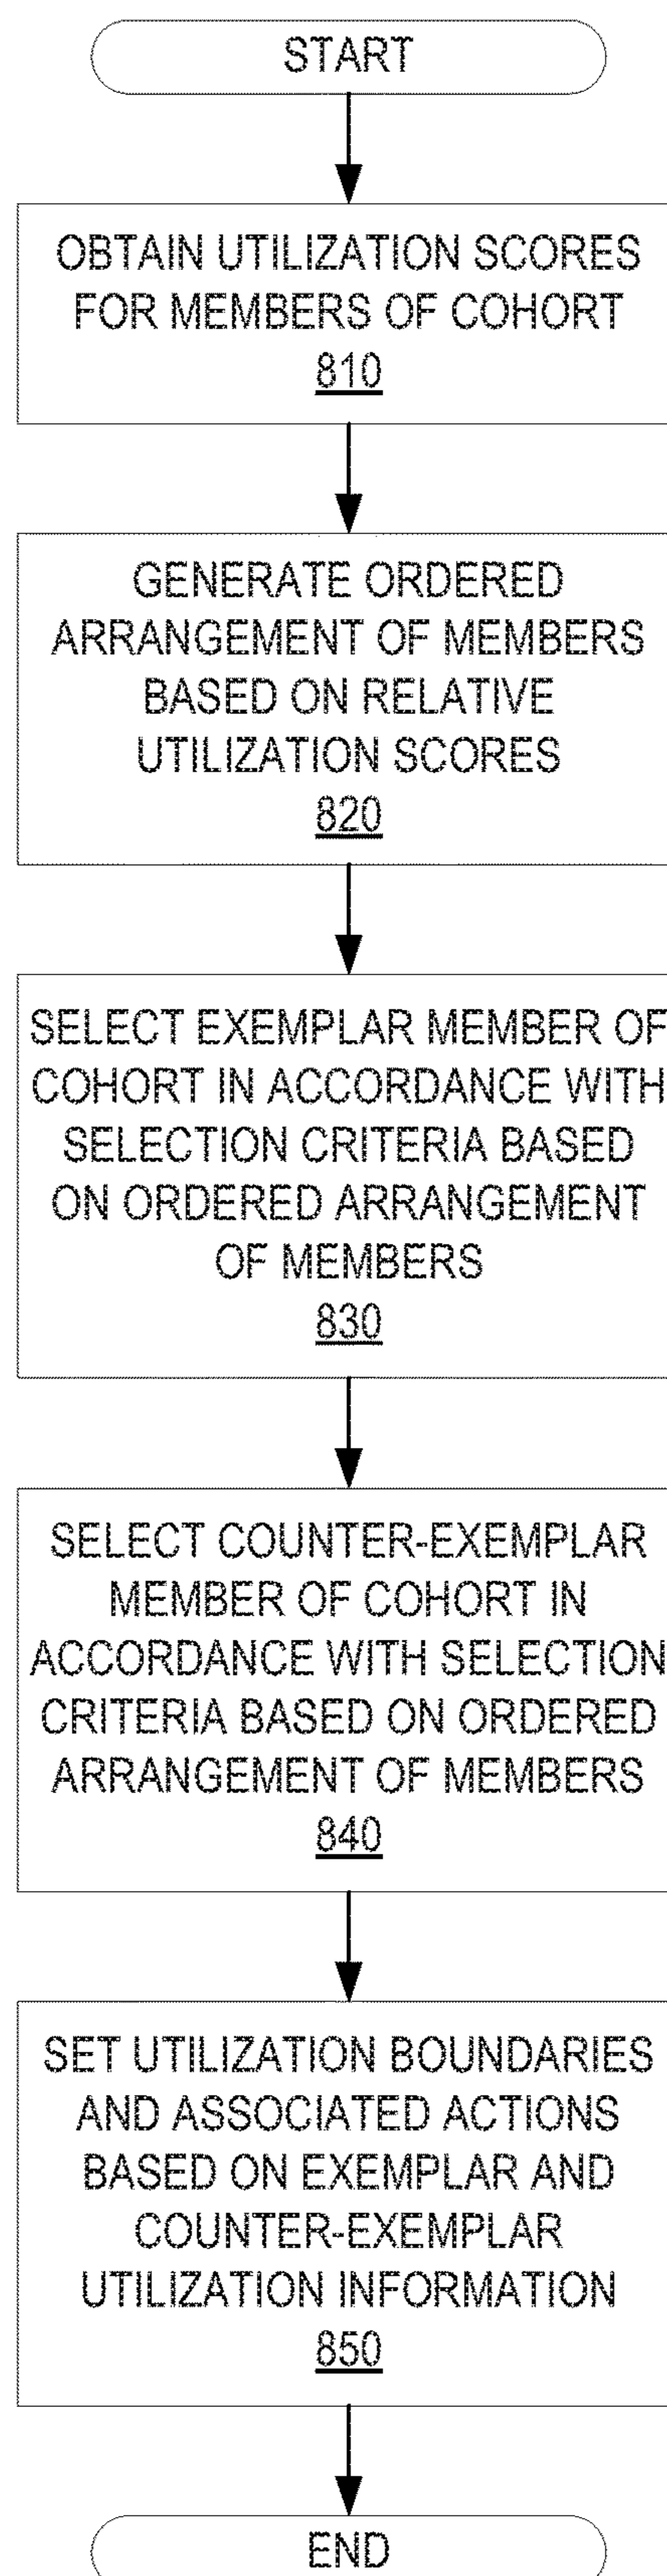 START
OBTAIN UTILIZATION SCORES
FOR MEMBERS OF COHORT
810
GENERATE ORDERED
ARRANGEMENT OF MEMBERS
BASED ON RELATIVE
UTILIZATION SCORES
820
SELECT EXEMPLAR MEMBER OF
COHORT IN ACCORDANCE WITH
SELECTION CRITERIA BASED
ON ORDERED ARRANGEMENT
OF MEMBERS
830
SELECT COUNTER-EXEMPLAR
MEMBER OF COHORT IN
ACCORDANCE WITH SELECTION
CRITERIA BASED ON ORDERED
ARRANGEMENT OF MEMBERS
840
SET UTILIZATION BOUNDARIES
AND ASSOCIATED ACTIONS
BASED ON EXEMPLAR AND
COUNTER-EXEMPLAR
UTILIZATION INFORMATION
850
END